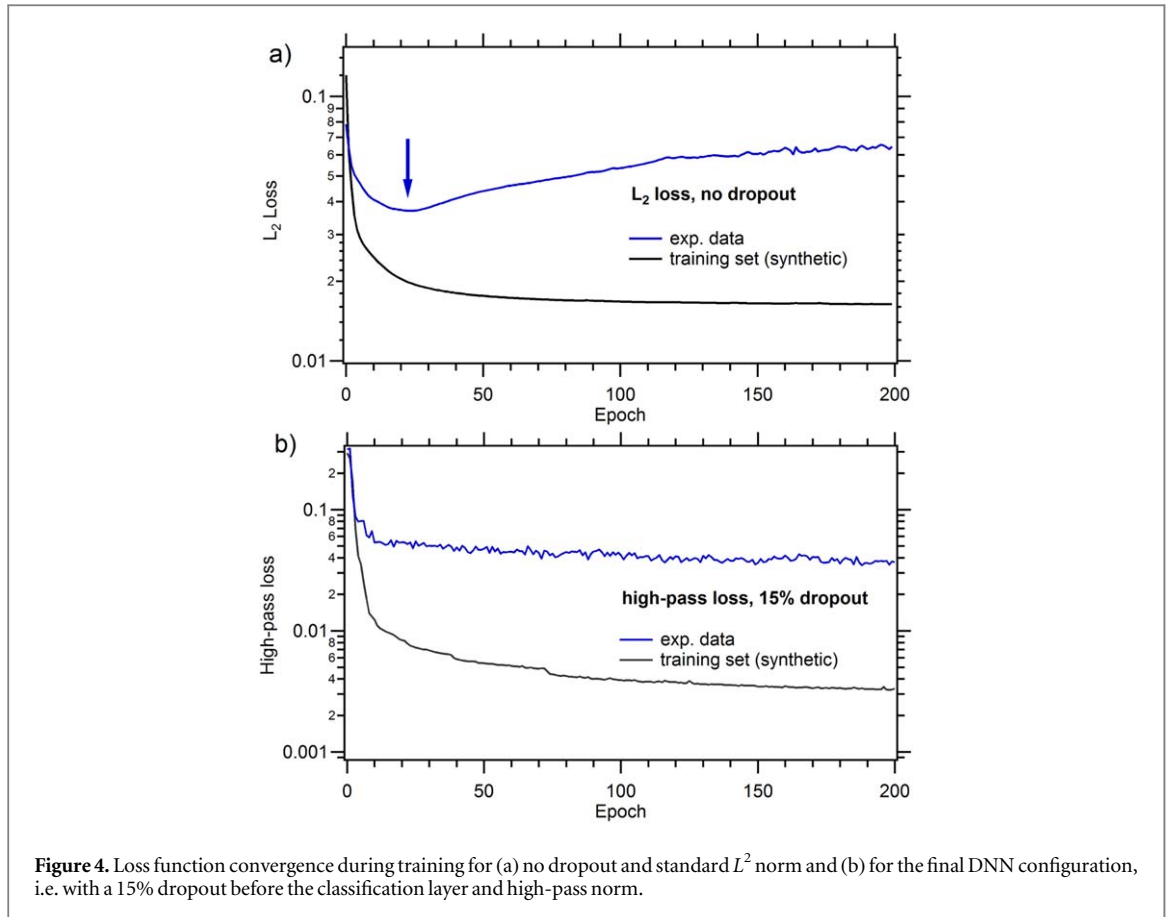 a)
0.1
9
8
7
6
5
4
3
2
0.01
L2 Loss
L2 loss, no dropout
exp. data
training set (synthetic)
0 50 100 150 200
Epoch
b)
2
0.1
8
6
4
2
0.01
8
6
4
2
0.001
High-pass loss
high-pass loss, 15% dropout
exp. data
training set (synthetic)
0 50 100 150 200
Epoch
Figure 4. Loss function convergence during training for (a) no dropout and standard L² norm and (b) for the final DNN configuration,
i.e. with a 15% dropout before the classification layer and high-pass norm.